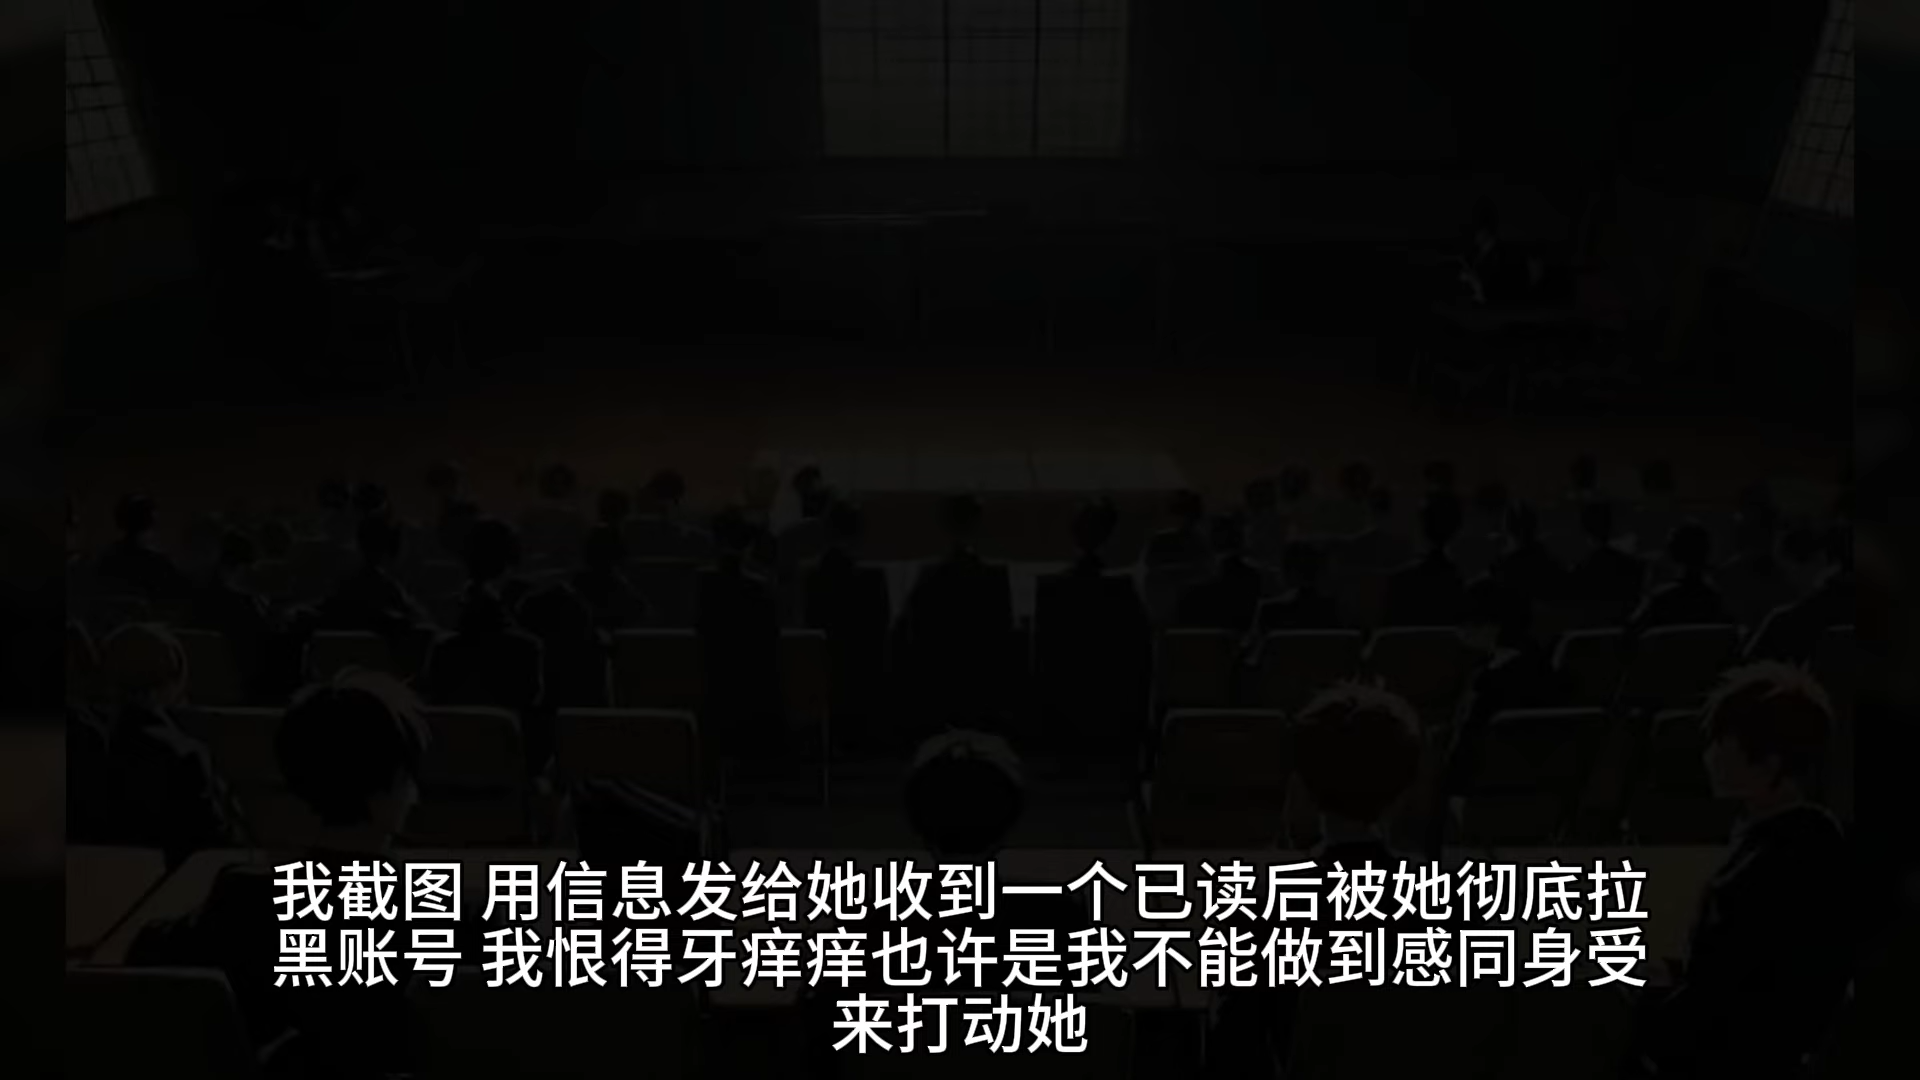 我截图 用信息发给她收到一个已读后被她彻底拉
黑账号 我恨得牙痒痒也许是我不能做到感同身受
来打动她